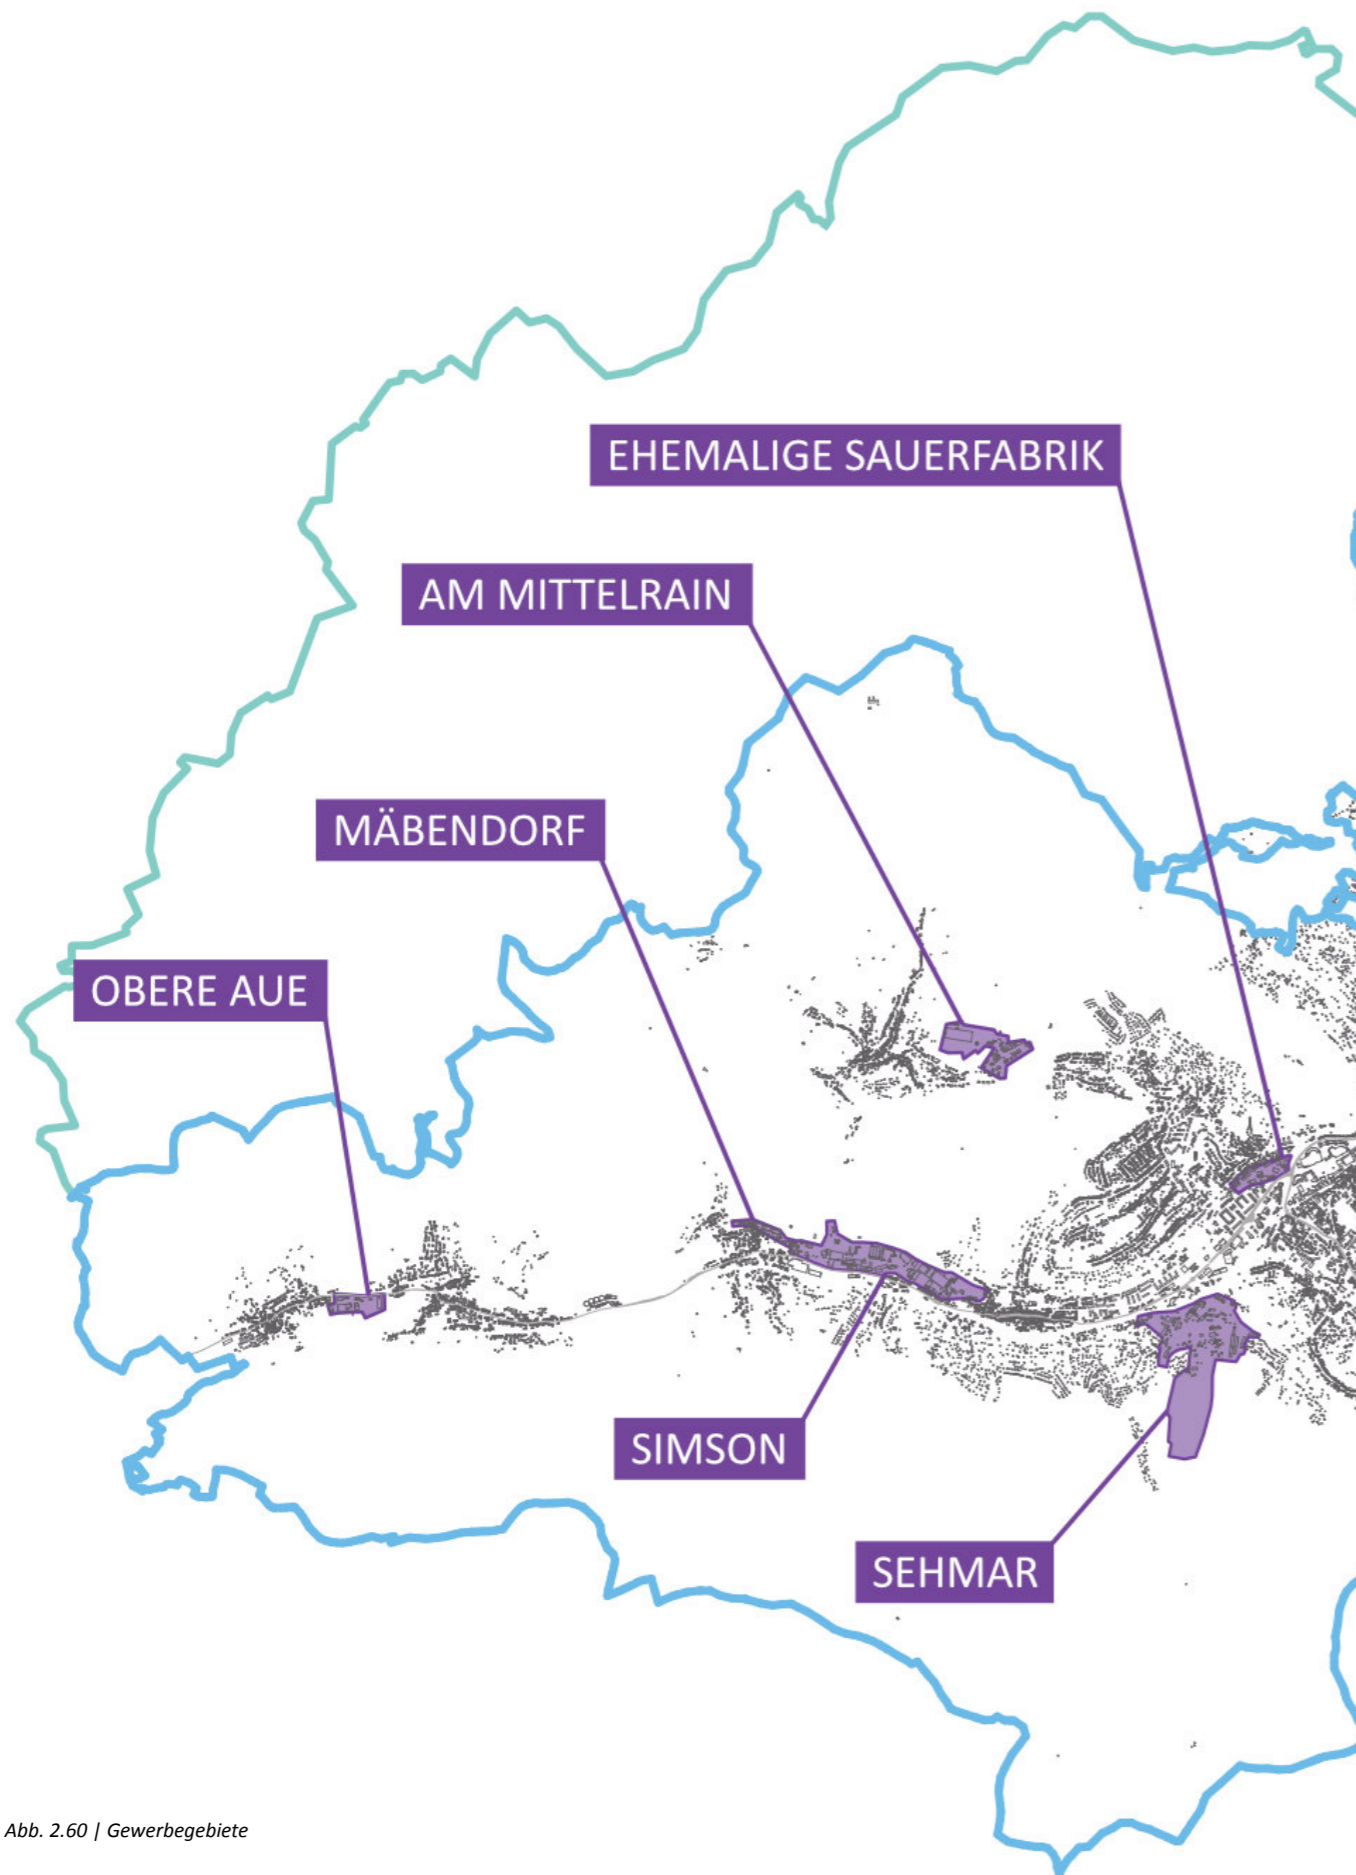 EHEMALIGE SAUERFABRIK
AM MITTELRAIN
MÄBENDORF
OBERE AUE
SIMSON
SEHMAR
Abb. 2.60 | Gewerbegebiete